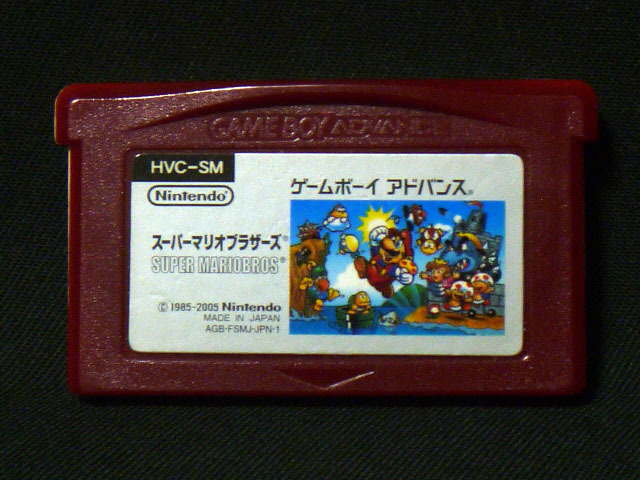 GAME BOY ADVANCE
HVC-SM
Nintendo®
ゲームボーイ アドバンス®
スーパーマリオブラザーズ®
SUPER MARIOBROS®
© 1985-2005 Nintendo
MADE IN JAPAN
AGB-FSMJ-JPN-1